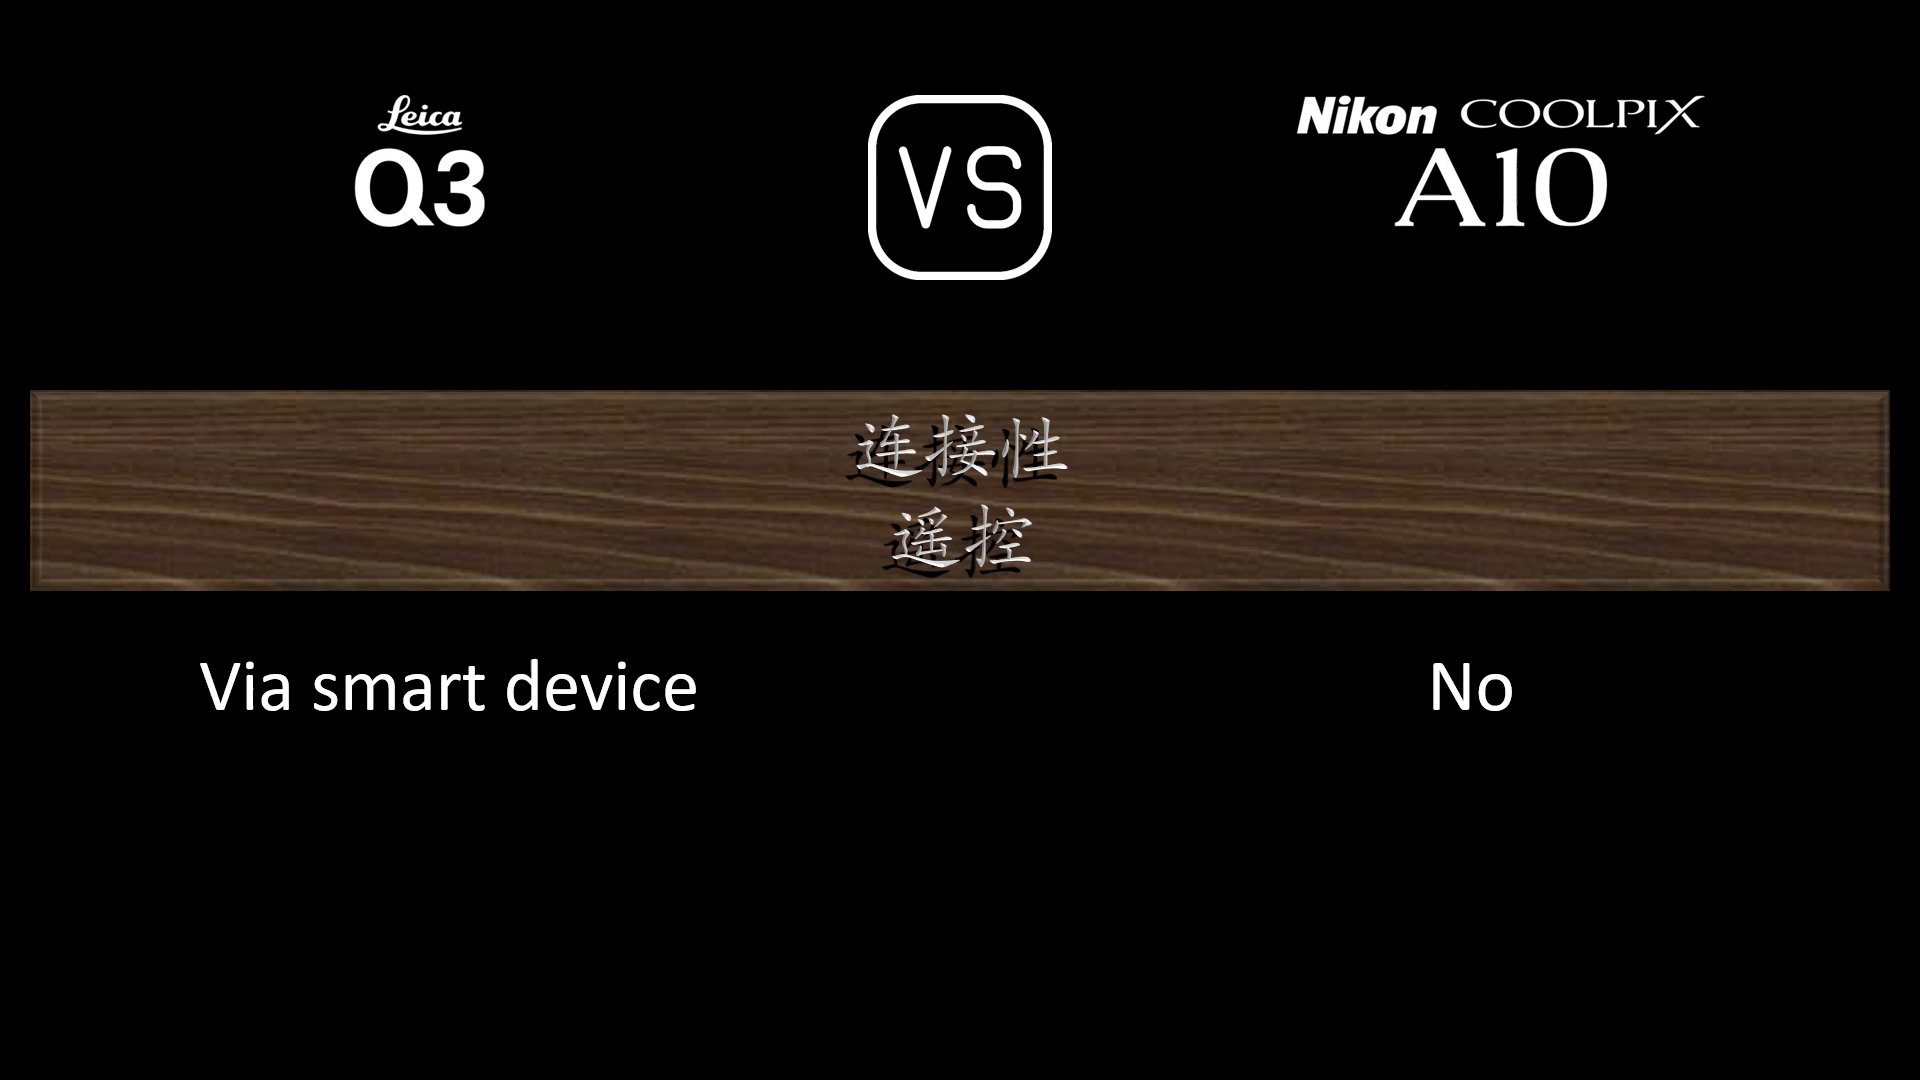 Leica
Q3
VS
Nikon COOLPIX
A10
连接性
遥控
Via smart device
No